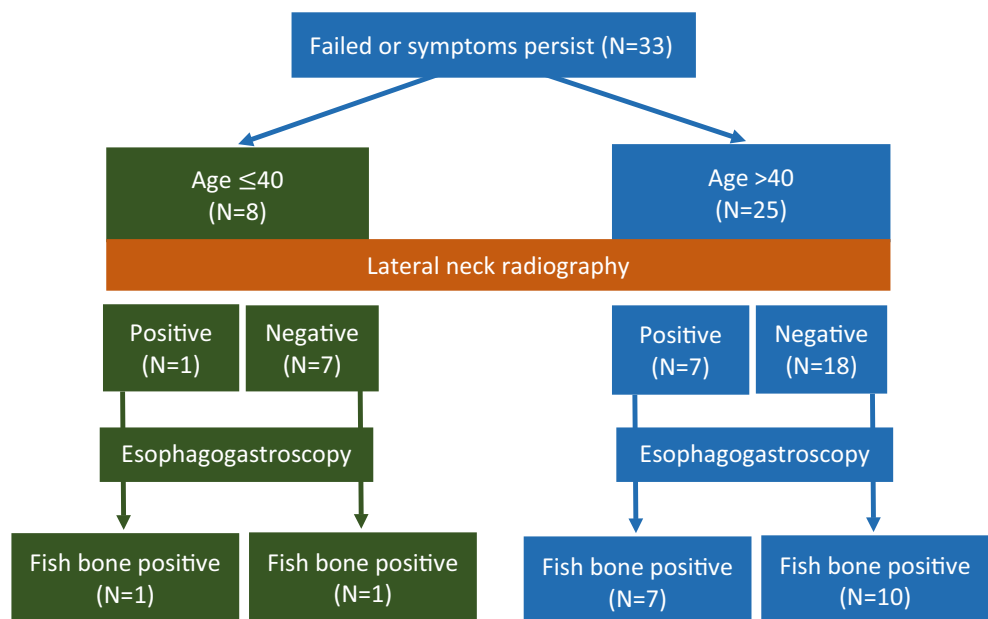 Failed or symptoms persist (N=33)
Age ≤40
(N=8)
Age >40
(N=25)
Lateral neck radiography
Positive
(N=1)
Negative
(N=7)
Positive
(N=7)
Negative
(N=18)
Esophagogastroscopy
Esophagogastroscopy
Fish bone positive
(N=1)
Fish bone positive
(N=1)
Fish bone positive
(N=7)
Fish bone positive
(N=10)